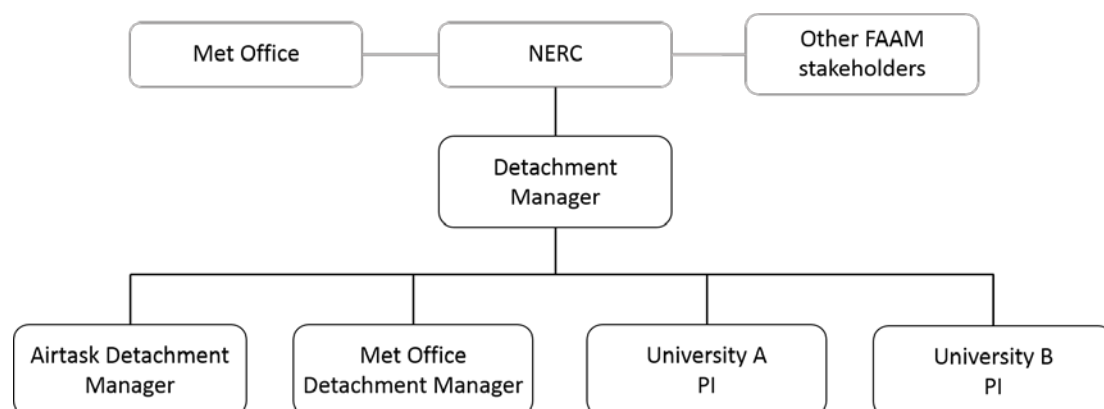 Met Office
NERC
Other FAAM
stakeholders
Detachment
Manager
Airtask Detachment
Manager
Met Office
Detachment Manager
University A
PI
University B
PI